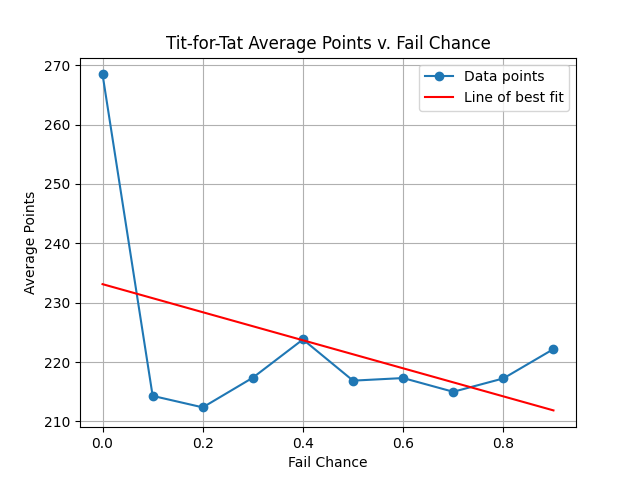 Tit-for-Tat Average Points v. Fail Chance
Data points
Line of best fit
270
260
250
240
230
220
210
Average Points
0.0
0.2
0.4
0.6
0.8
Fail Chance